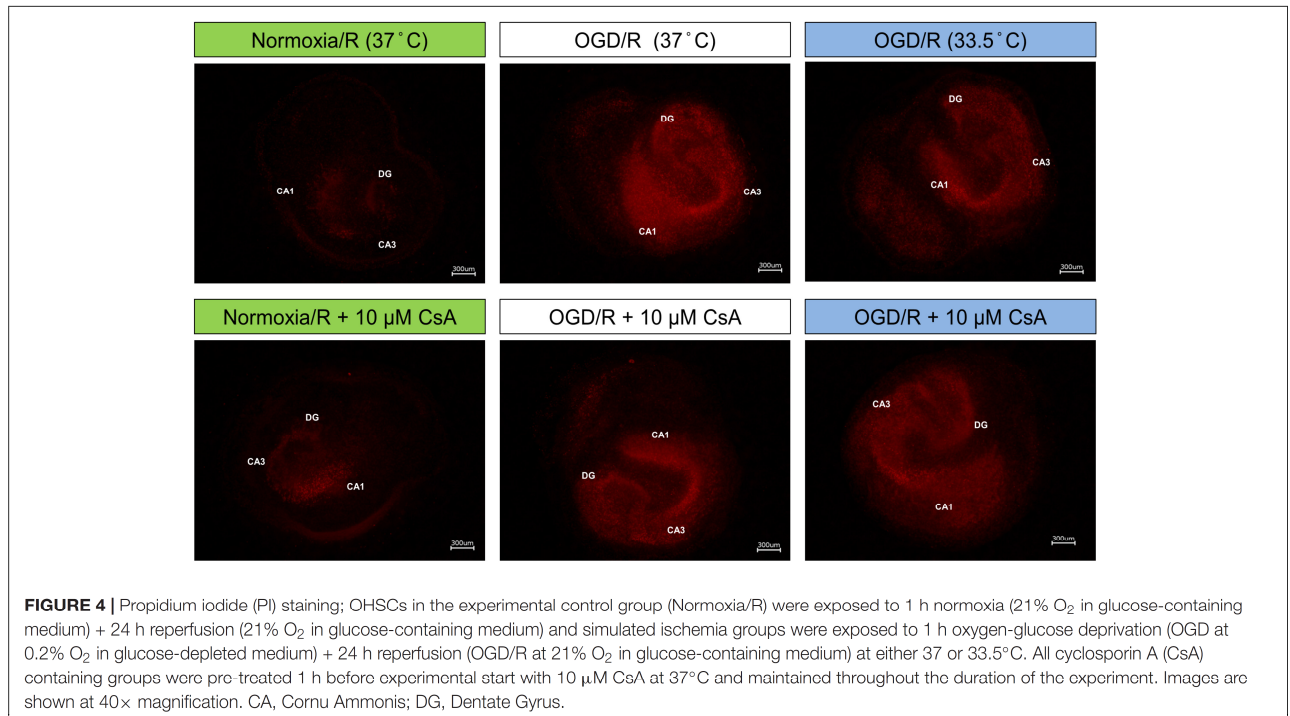 Normoxia/R (37˚C)
OGD/R (37˚C)
OGD/R (33.5˚C)
CA1
DG
CA3
300um
DG
CA3
CA1
300um
DG
CA3
CA1
300um
Normoxia/R + 10 µM CsA
OGD/R + 10 µM CsA
OGD/R + 10 µM CsA
DG
CA3
CA1
300um
CA1
DG
CA3
300um
CA3
DG
CA1
300um
FIGURE 4 | Propidium iodide (PI) staining; OHSCs in the experimental control group (Normoxia/R) were exposed to 1 h normoxia (21% O₂ in glucose-containing
medium) + 24 h reperfusion (21% O₂ in glucose-containing medium) and simulated ischemia groups were exposed to 1 h oxygen-glucose deprivation (OGD at
0.2% O₂ in glucose-depleted medium) + 24 h reperfusion (OGD/R at 21% O₂ in glucose-containing medium) at either 37 or 33.5°C. All cyclosporin A (CsA)
containing groups were pre-treated 1 h before experimental start with 10 µM CsA at 37°C and maintained throughout the duration of the experiment. Images are
shown at 40× magnification. CA, Cornu Ammonis; DG, Dentate Gyrus.